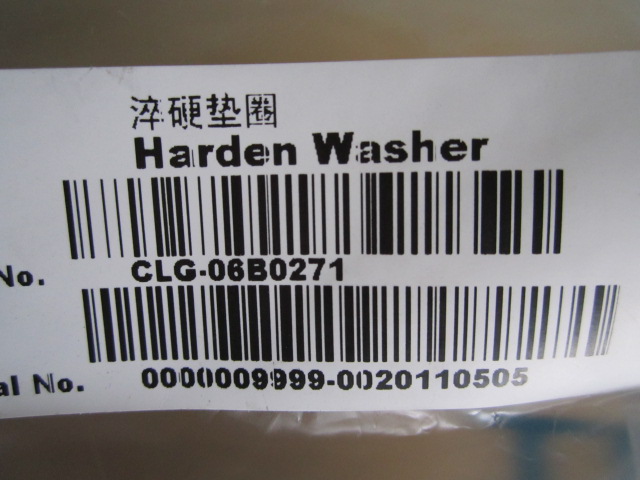 淬硬垫圈
Harden Washer
No. CLG-06B0271
al No. 0000009999-0020110505